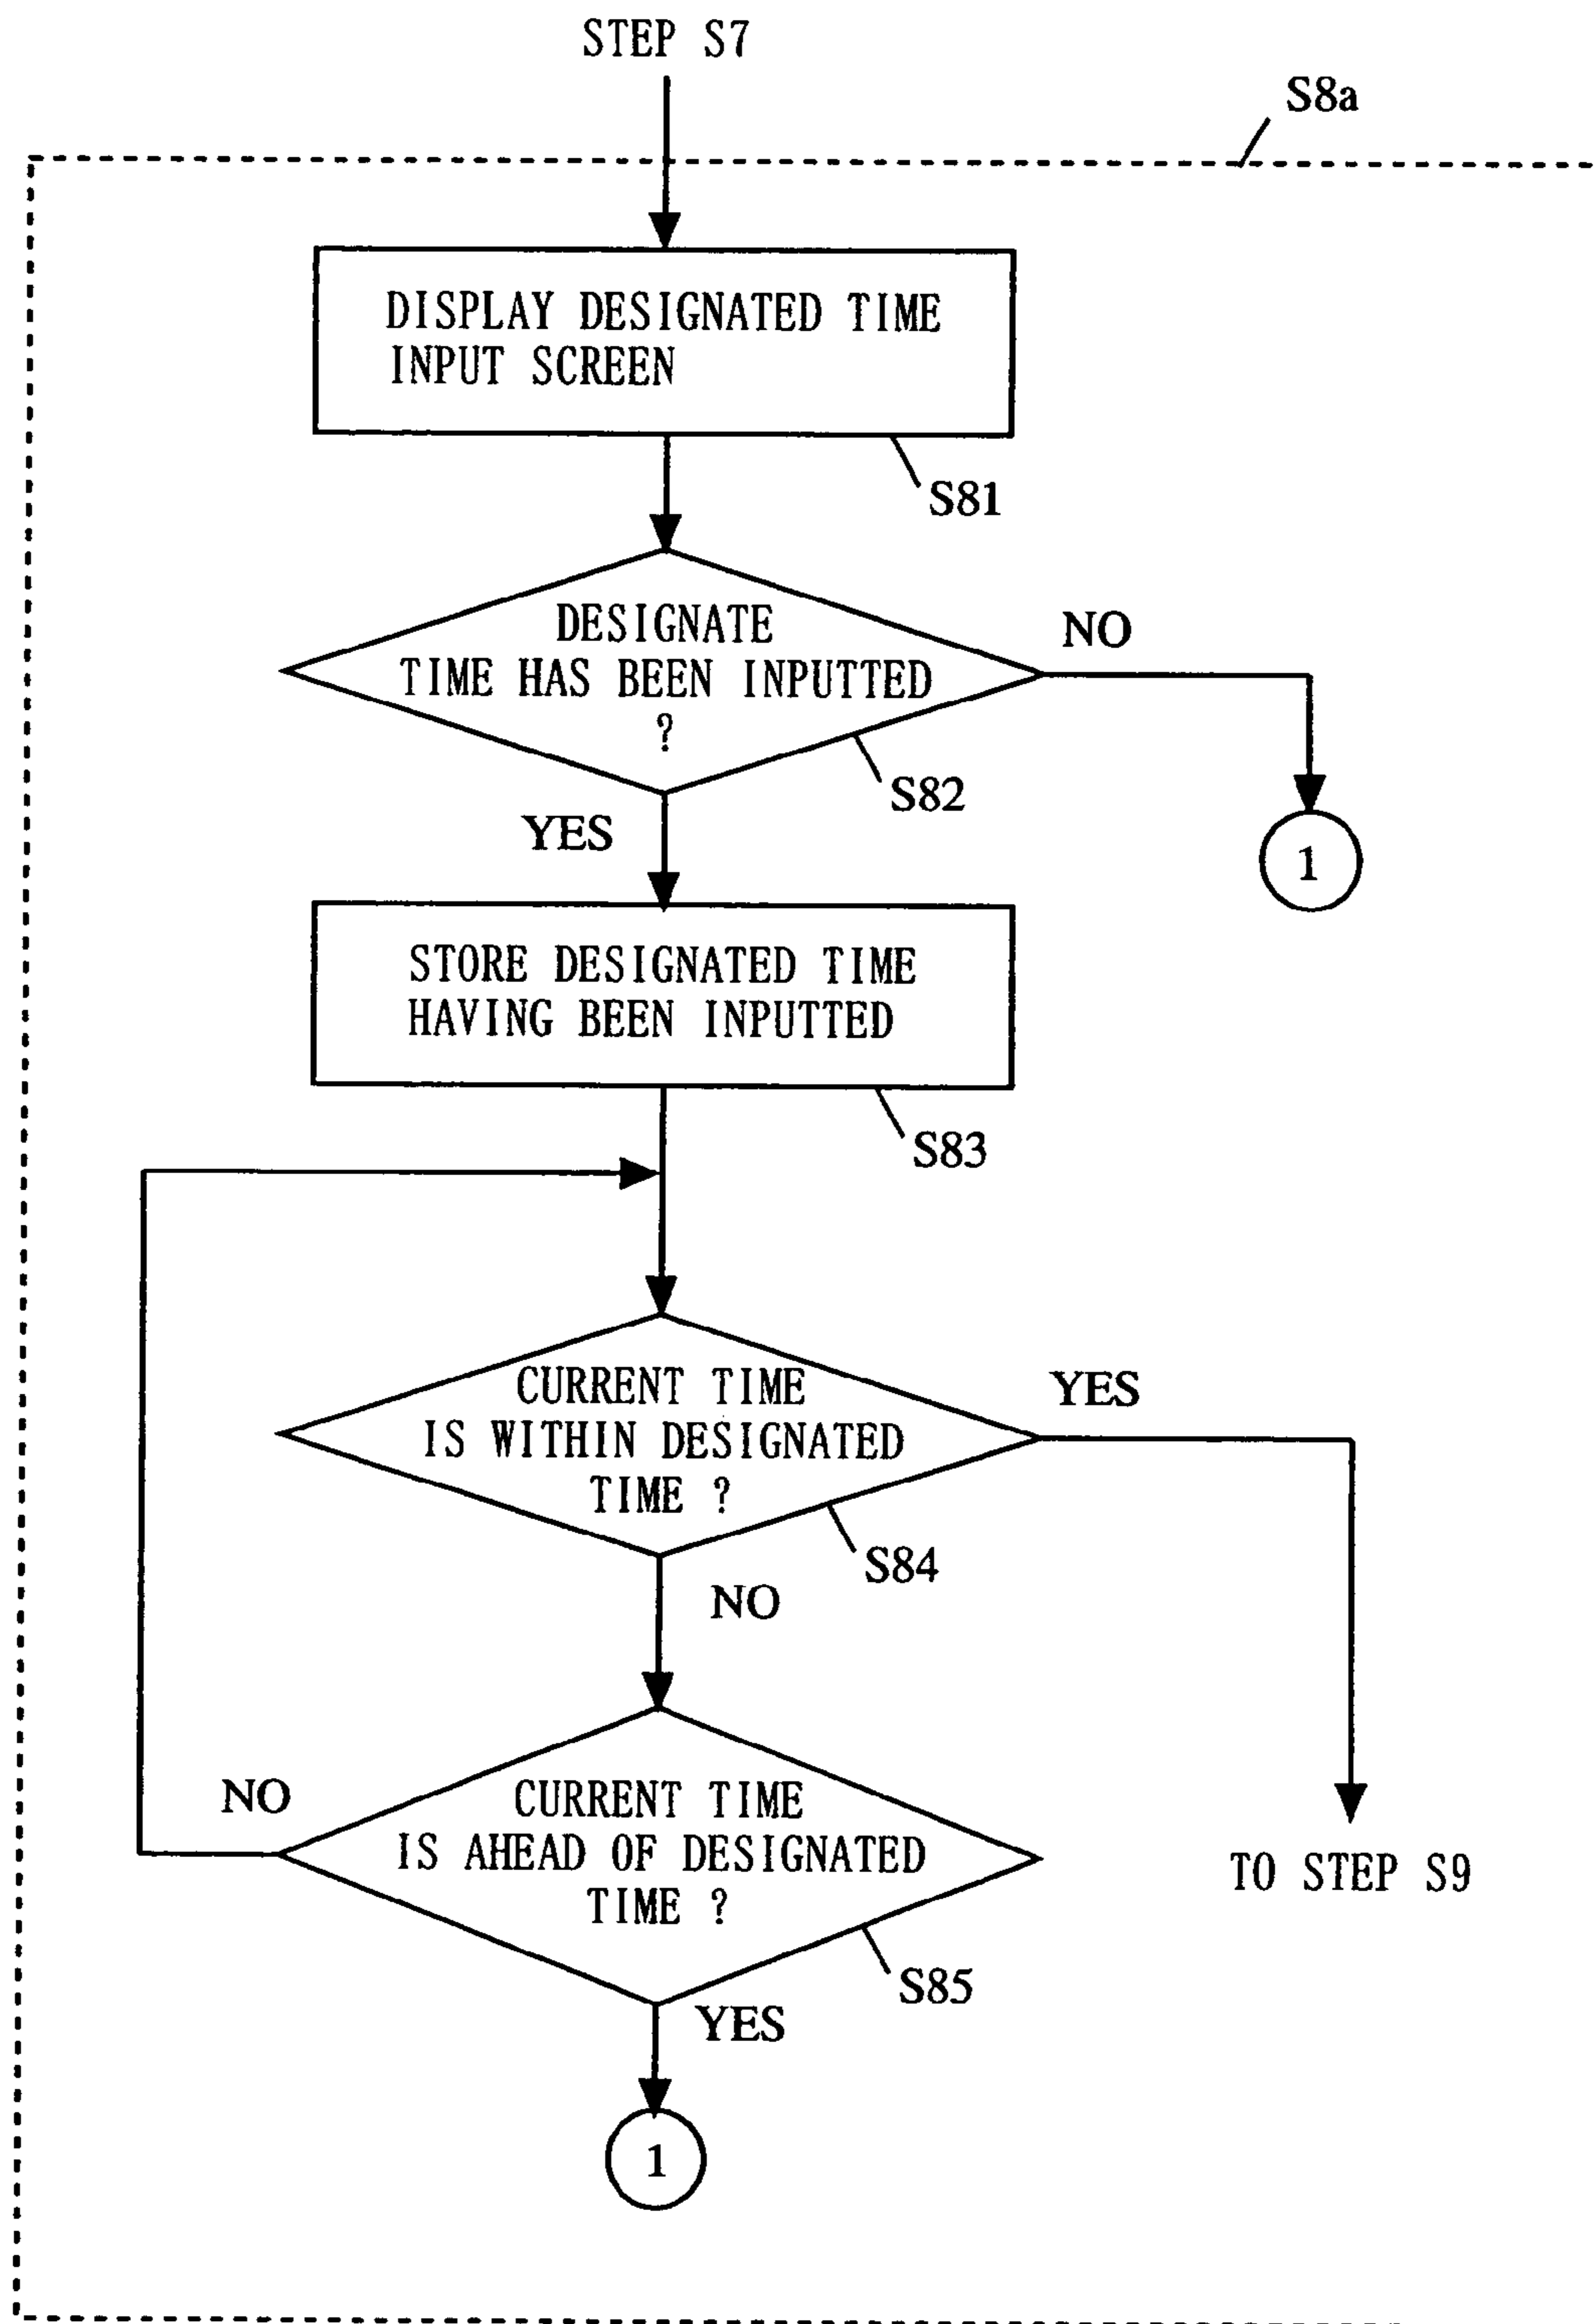 STEP S7
S8a
DISPLAY DESIGNATED TIME
INPUT SCREEN
S81
DESIGNATE
TIME HAS BEEN INPUTTED
?
NO
S82
YES
1
STORE DESIGNATED TIME
HAVING BEEN INPUTTED
S83
CURRENT TIME
IS WITHIN DESIGNATED
TIME ?
YES
S84
NO
NO
CURRENT TIME
IS AHEAD OF DESIGNATED
TIME ?
TO STEP S9
S85
YES
1